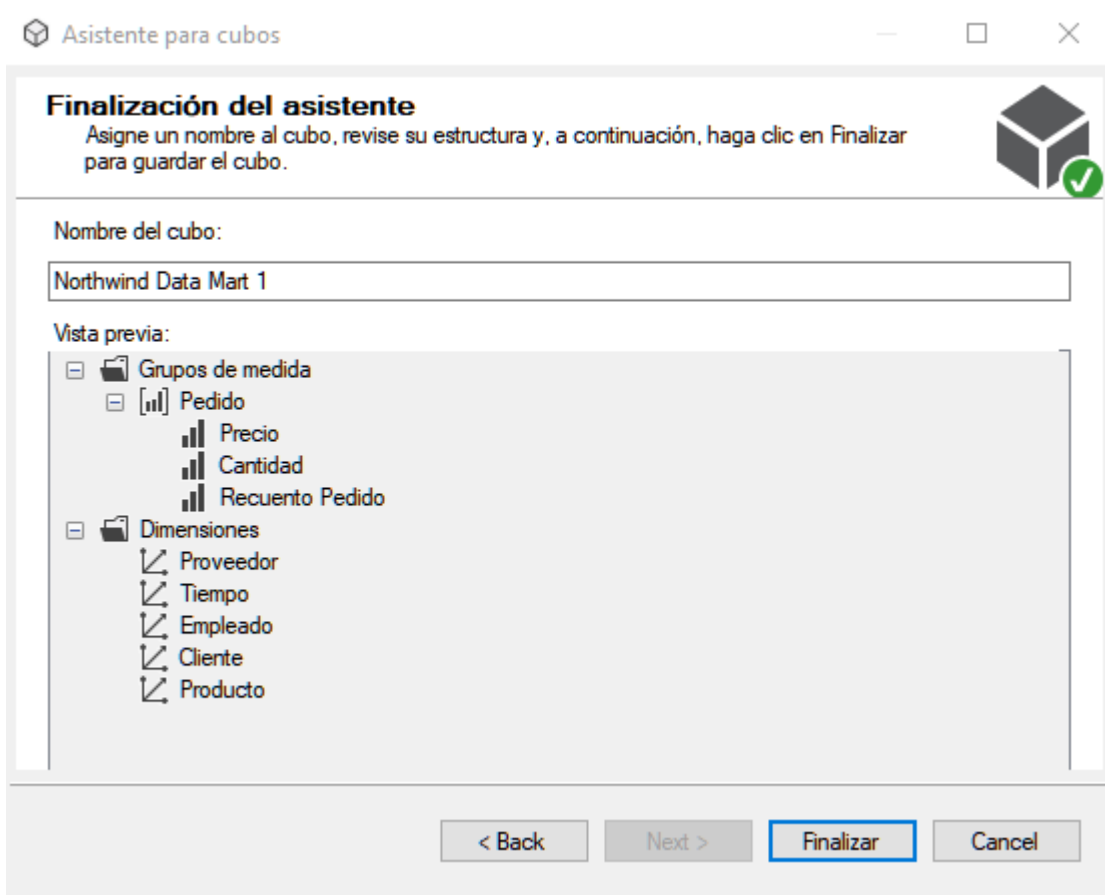 Asistente para cubos
Finalización del asistente
Asigne un nombre al cubo, revise su estructura y, a continuación, haga clic en Finalizar
para guardar el cubo.
Nombre del cubo:
Northwind Data Mart 1
Vista previa:
Grupos de medida
Pedido
Precio
Cantidad
Recuento Pedido
Dimensiones
Proveedor
Tiempo
Empleado
Cliente
Producto
< Back Next > Finalizar Cancel